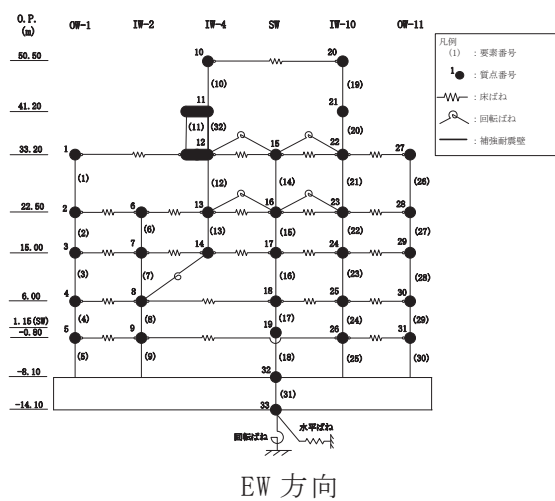 O.P.
(m)
OW-1 IW-2 IW-4 SW IW-10 OW-11
凡例
(1) : 要素番号
1 : 質点番号
: 床ばね
: 回転ばね
: 補強耐震壁
50.50 10 20
(10) (19)
41.20 11 21
(11) (32) (20)
33.20 1 12 15 22 27
(1) (12) (14) (21) (26)
22.50 2 6 13 16 23 28
(2) (6) (13) (15) (22) (27)
15.00 3 7 14 17 24 29
(3) (7) (16) (23) (28)
6.00 4 8 18 25 30
(4) (8) (17) (24) (29)
1.15(SW) 19
-0.80 5 9 26 31
(5) (9) (18) (25) (30)
-8.10 32
(31)
-14.10 33
回転ばね 水平ばね
EW 方向